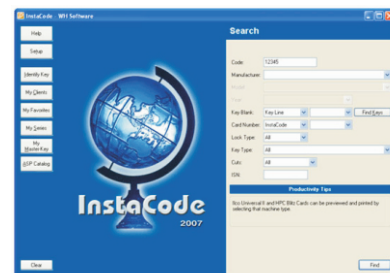 InstaCode - WH Software
Help
Setup
Identify Key
My Clients
My Favorites
My Series
My
Master Key
ASP Catalog
Clear
InstaCode
2007
Search
Code:
12345
Manufacturer:
Key Blank:
Key Line
Find Keys
Card Number:
InstaCode
Lock Type:
All
Key Type:
All
Cuts:
All
ISN:
Productivity Tips
and HPC Blitz Cards can be previewed and printed by
selecting that machine type.
Find